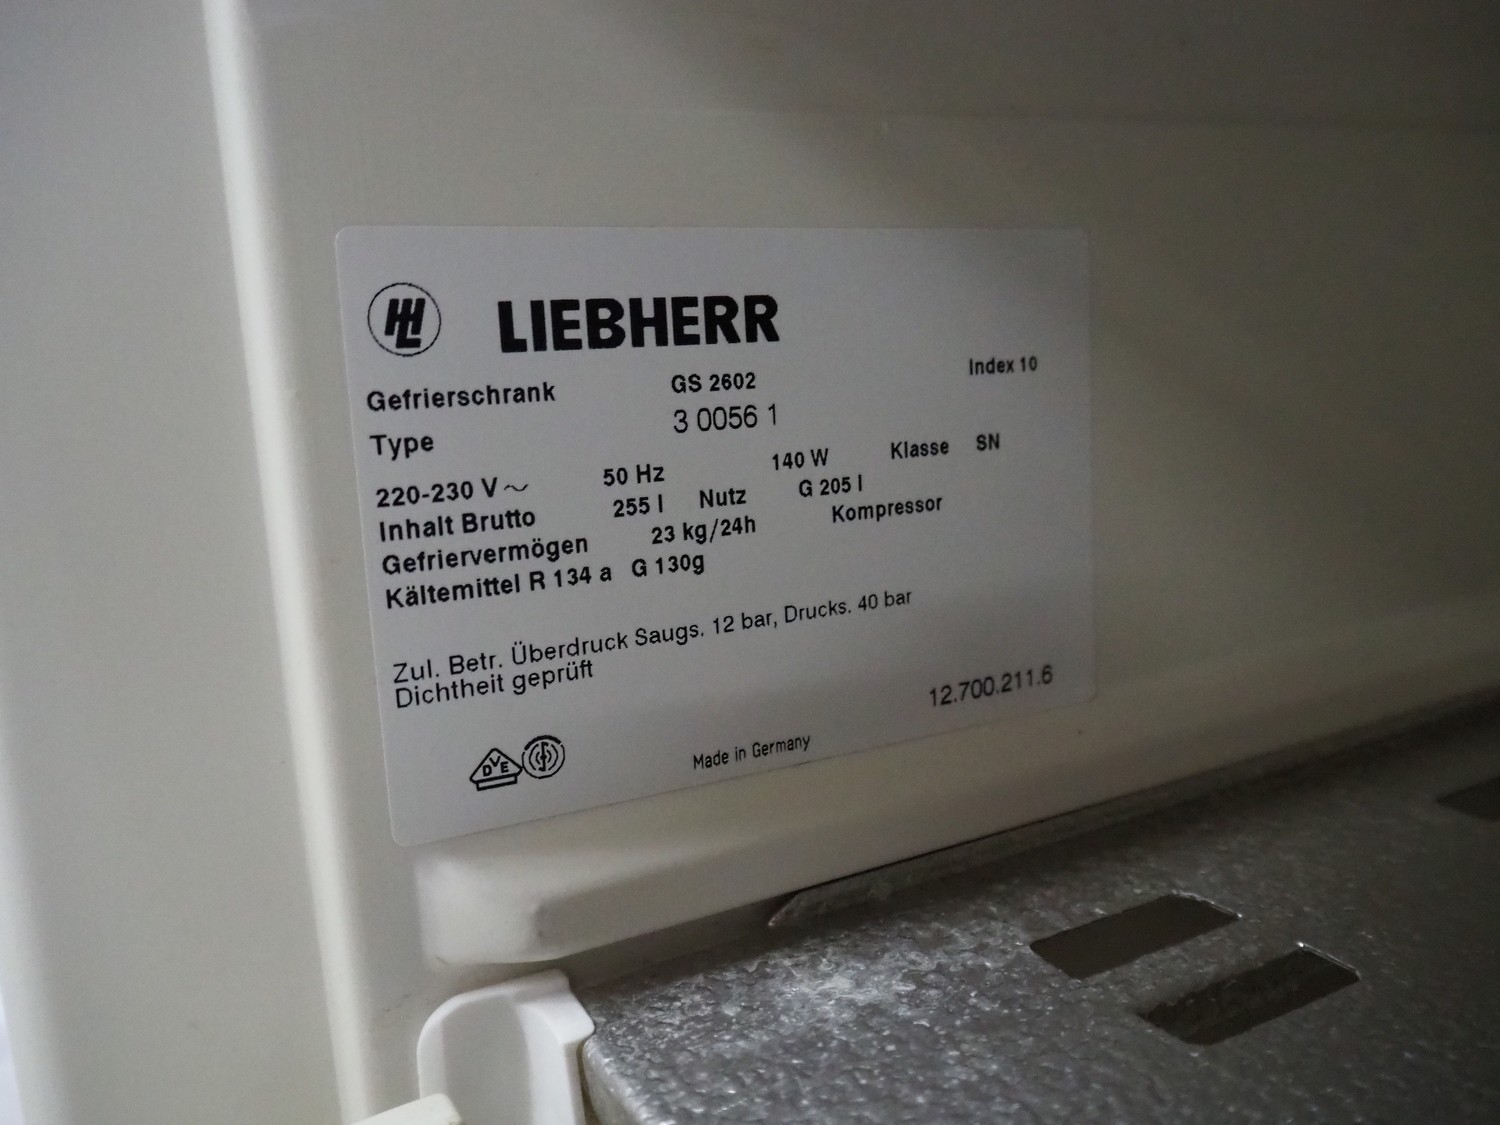 HLL LIEBHERR
Gefrierschrank GS 2602 Index 10
Type 3 0056 1
220-230 V~ 50 Hz 140 W Klasse SN
Inhalt Brutto 255 l Nutz G 205 l
Gefriervermögen 23 kg/24h Kompressor
Kältemittel R 134 a G 130g
Zul. Betr. Überdruck Saugs. 12 bar, Drucks. 40 bar
Dichtheit geprüft
12.700.211.6
DVE
Made in Germany